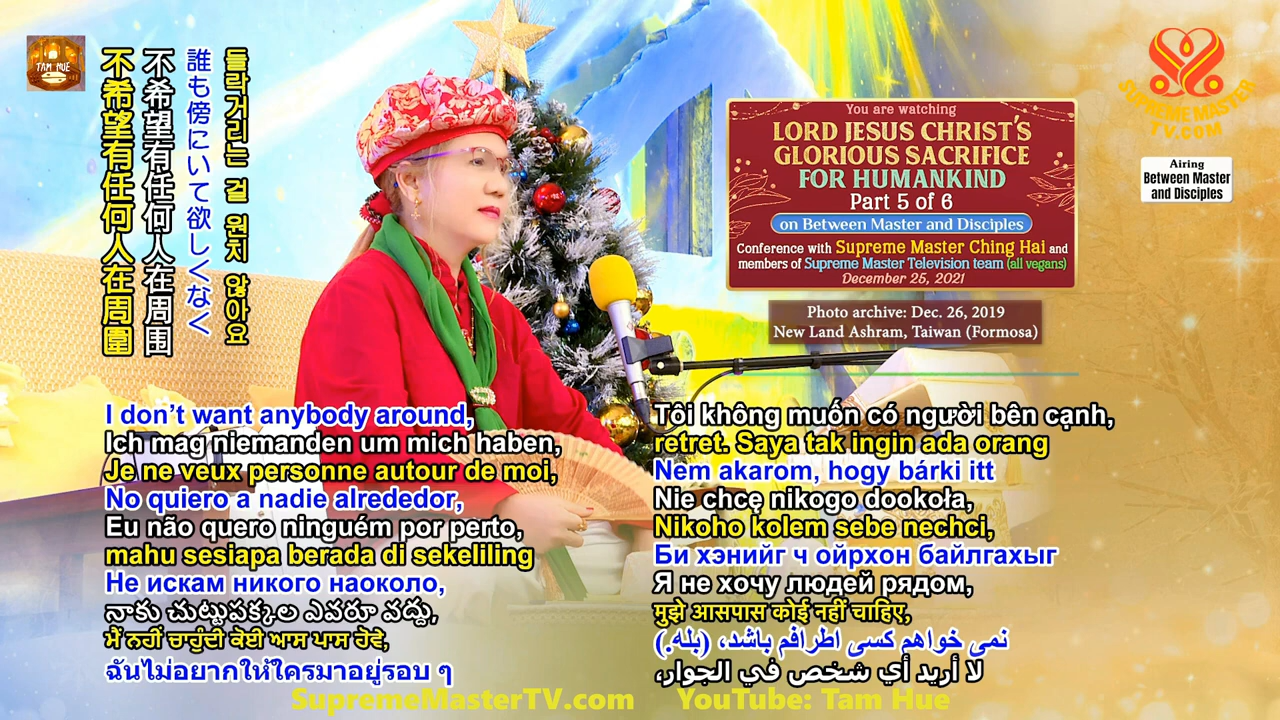 TAM HUE
들락거리는 걸 원치 않아요
誰も傍にいて欲しくなく
不希望有任何人在周围
不希望有任何人在周圍
You are watching
LORD JESUS CHRIST'S
GLORIOUS SACRIFICE
FOR HUMANKIND
Part 5 of 6
on Between Master and Disciples
Conference with Supreme Master Ching Hai and
members of Supreme Master Television team (all vegans)
December 25, 2021
Photo archive: Dec. 26, 2019
New Land Ashram, Taiwan (Formosa)
SUPREME MASTER
TV.COM
Airing
Between Master
and Disciples
I don't want anybody around,
Ich mag niemanden um mich haben,
Je ne veux personne autour de moi,
No quiero a nadie alrededor,
Eu não quero ninguém por perto,
mahu sesiapa berada di sekeliling
Не искам никого наоколо,
నాకు చుట్టుపక్కల ఎవరూ వద్దు,
ਮੈਂ ਨਹੀਂ ਚਾਹੁੰਦੀ ਕੋਈ ਆਸ ਪਾਸ ਹੋਵੇ,
ฉันไม่อยากให้ใครมาอยู่รอบ ๆ
Tôi không muốn có người bên cạnh,
retret. Saya tak ingin ada orang
Nem akarom, hogy bárki itt
Nie chcę nikogo dookoła,
Nikoho kolem sebe nechci,
Би хэнийг ч ойрхон байлгахыг
Я не хочу людей рядом,
मुझे आसपास कोई नहीं चाहिए,
نمی خواهم کسی اطرافم باشد، (بله.)
لا أريد أي شخص في الجوار،
SupremeMasterTV.com
YouTube: Tam Hue